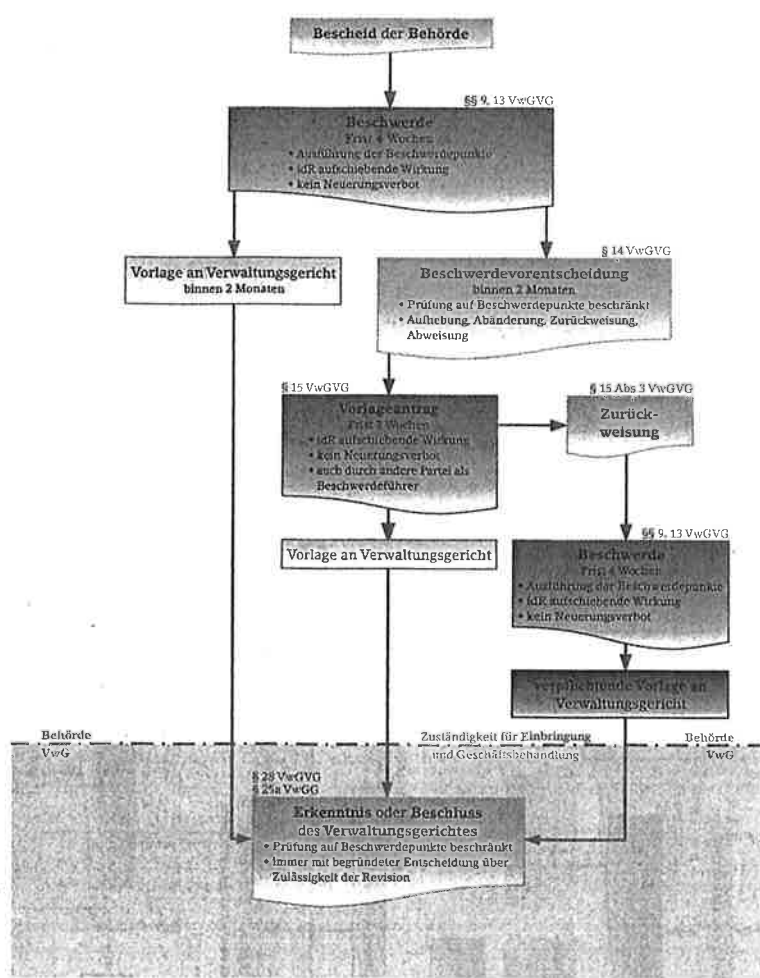 Bescheid der Behörde
§§ 9, 13 VwGVG
Beschwerde
Frist 4 Wochen
• Ausführung der Beschwerdepunkte
• idR aufschiebende Wirkung
• kein Neuerungsverbot
Vorlage an Verwaltungsgericht
binnen 2 Monaten
§ 14 VwGVG
Beschwerdevorentscheidung
binnen 2 Monaten
• Prüfung auf Beschwerdepunkte beschränkt
• Aufhebung, Abänderung, Zurückweisung,
Abweisung
§ 15 VwGVG
Vorlageantrag
Frist 2 Wochen
• idR aufschiebende Wirkung
• kein Neuerungsverbot
• auch durch andere Partei als
Beschwerdeführer
§ 15 Abs 3 VwGVG
Zurück-
weisung
Vorlage an Verwaltungsgericht
§§ 9, 13 VwGVG
Beschwerde
Frist 4 Wochen
• Ausführung der Beschwerdepunkte
• idR aufschiebende Wirkung
• kein Neuerungsverbot
verpflichtende Vorlage an
Verwaltungsgericht
Behörde
VwG
Zuständigkeit für Einbringung
und Geschäftsbehandlung
Behörde
VwG
§ 28 VwGVG
§ 25a VwGG
Erkenntnis oder Beschluss
des Verwaltungsgerichtes
• Prüfung auf Beschwerdepunkte beschränkt
• Immer mit begründeter Entscheidung über
Zulässigkeit der Revision